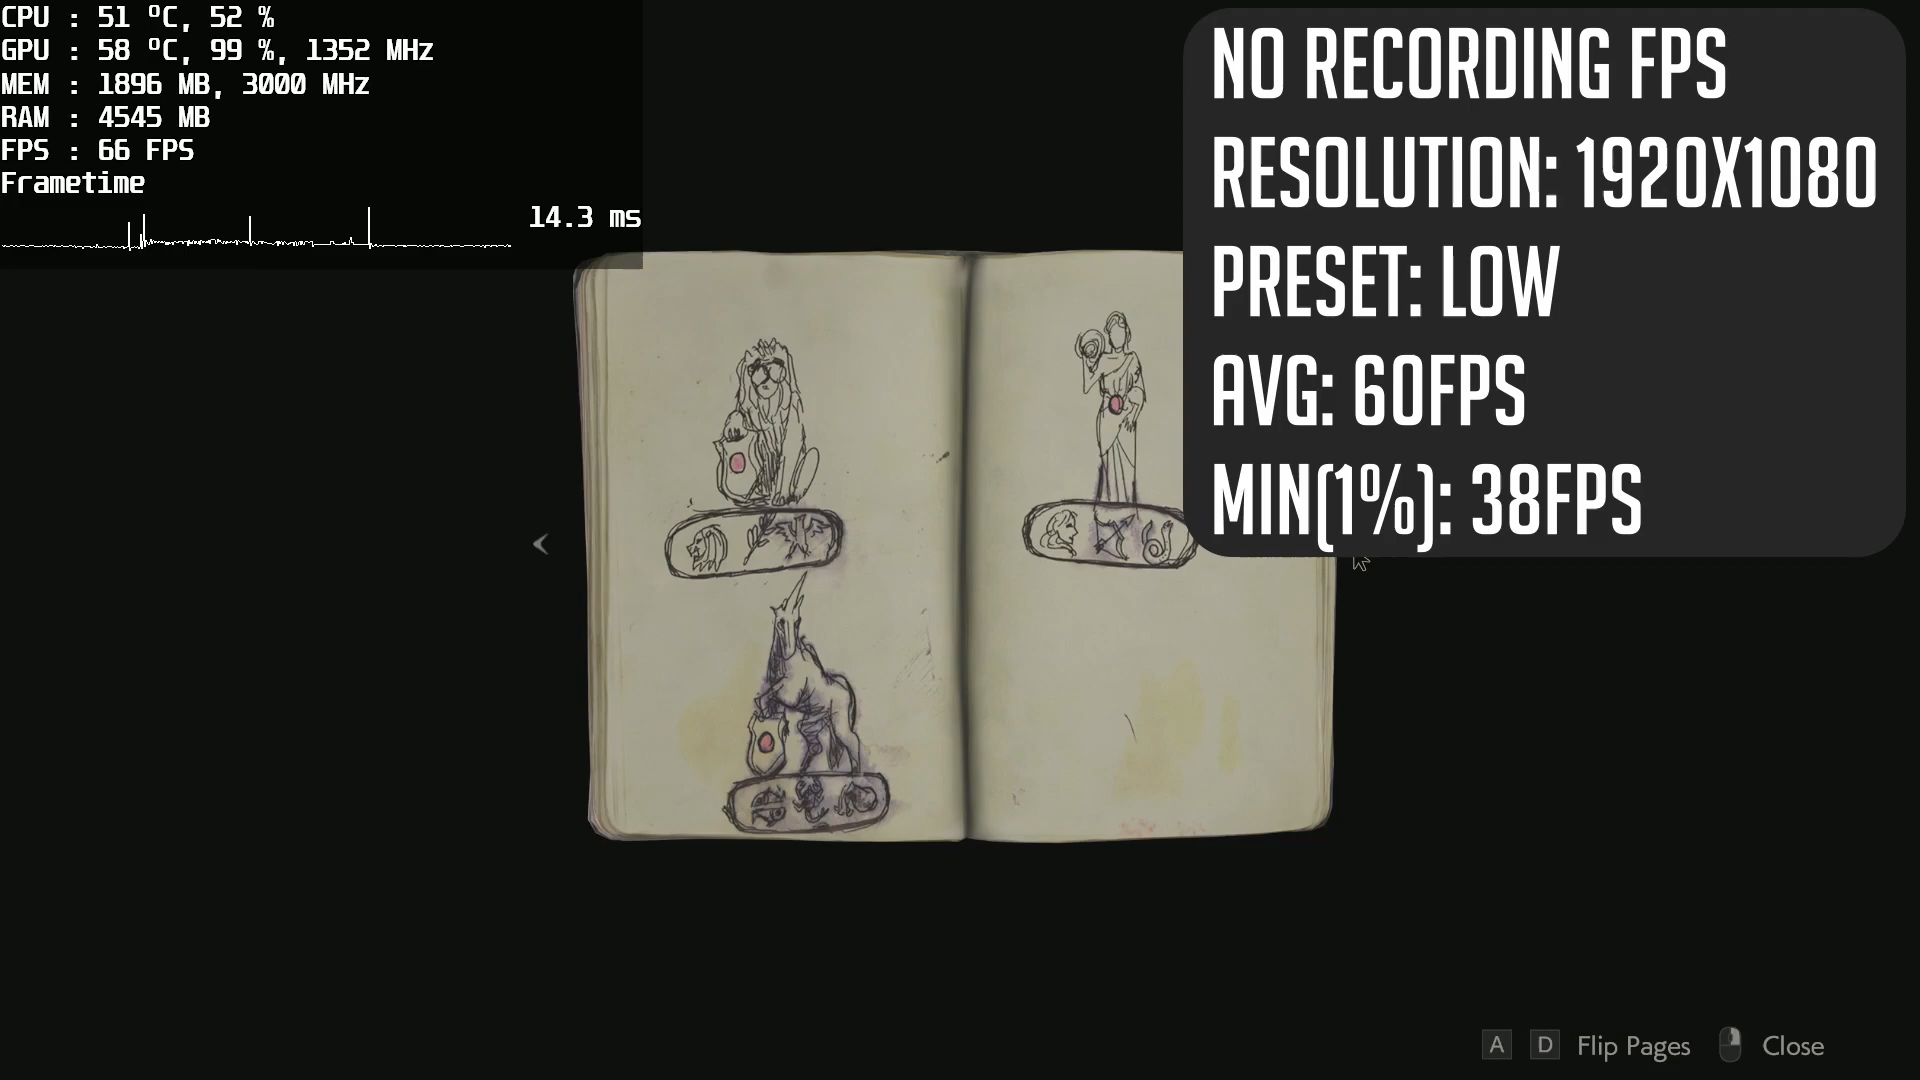 CPU : 51 ºC, 52 %
GPU : 58 ºC, 99 %, 1352 MHz
MEM : 1896 MB, 3000 MHz
RAM : 4545 MB
FPS : 66 FPS
Frametime
14.3 ms
NO RECORDING FPS
RESOLUTION: 1920X1080
PRESET: LOW
AVG: 60FPS
MIN(1%): 38FPS
A D Flip Pages Close